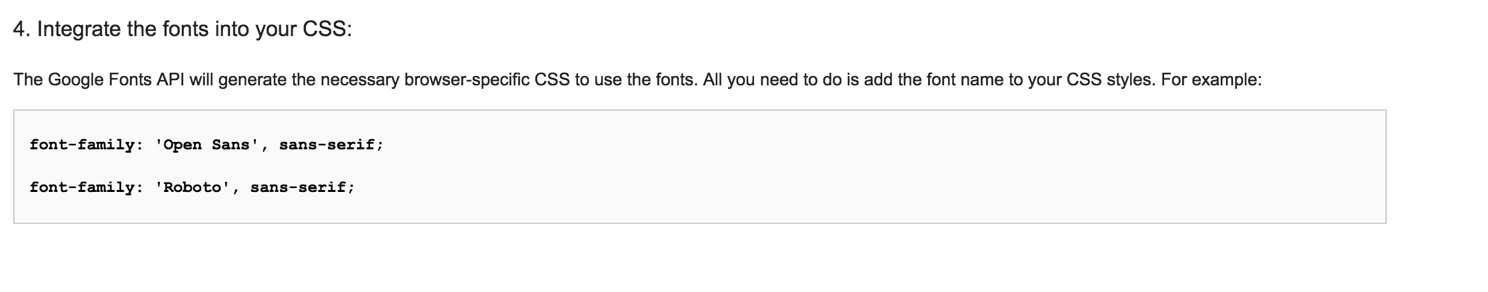 4. Integrate the fonts into your CSS:
The Google Fonts API will generate the necessary browser-specific CSS to use the fonts. All you need to do is add the font name to your CSS styles. For example:
font-family: 'Open Sans', sans-serif;
font-family: 'Roboto', sans-serif;